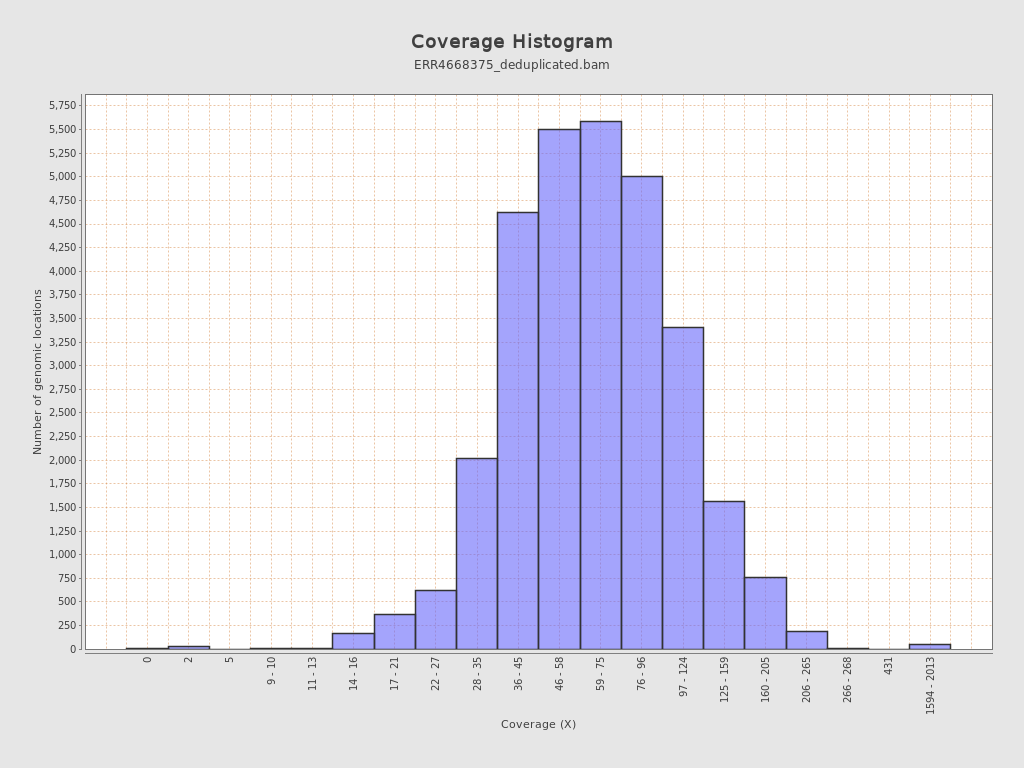 Coverage Histogram
ERR4668375_deduplicated.bam
Number of genomic locations
5,750
5,500
5,250
5,000
4,750
4,500
4,250
4,000
3,750
3,500
3,250
3,000
2,750
2,500
2,250
2,000
1,750
1,500
1,250
1,000
750
500
250
0
0
2
5
9 - 10
11 - 13
14 - 16
17 - 21
22 - 27
28 - 35
36 - 45
46 - 58
59 - 75
76 - 96
97 - 124
125 - 159
160 - 205
206 - 265
266 - 268
431
1594 - 2013
Coverage (X)